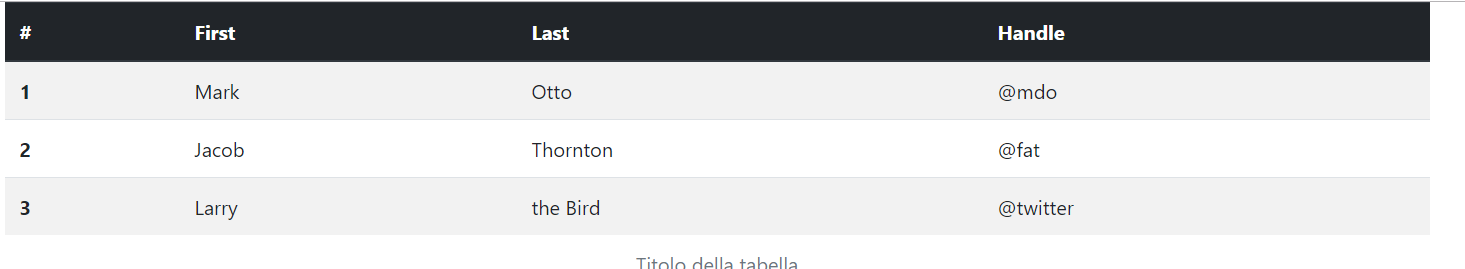 # First Last Handle
1 Mark Otto @mdo
2 Jacob Thornton @fat
3 Larry the Bird @twitter
Titolo della tabella